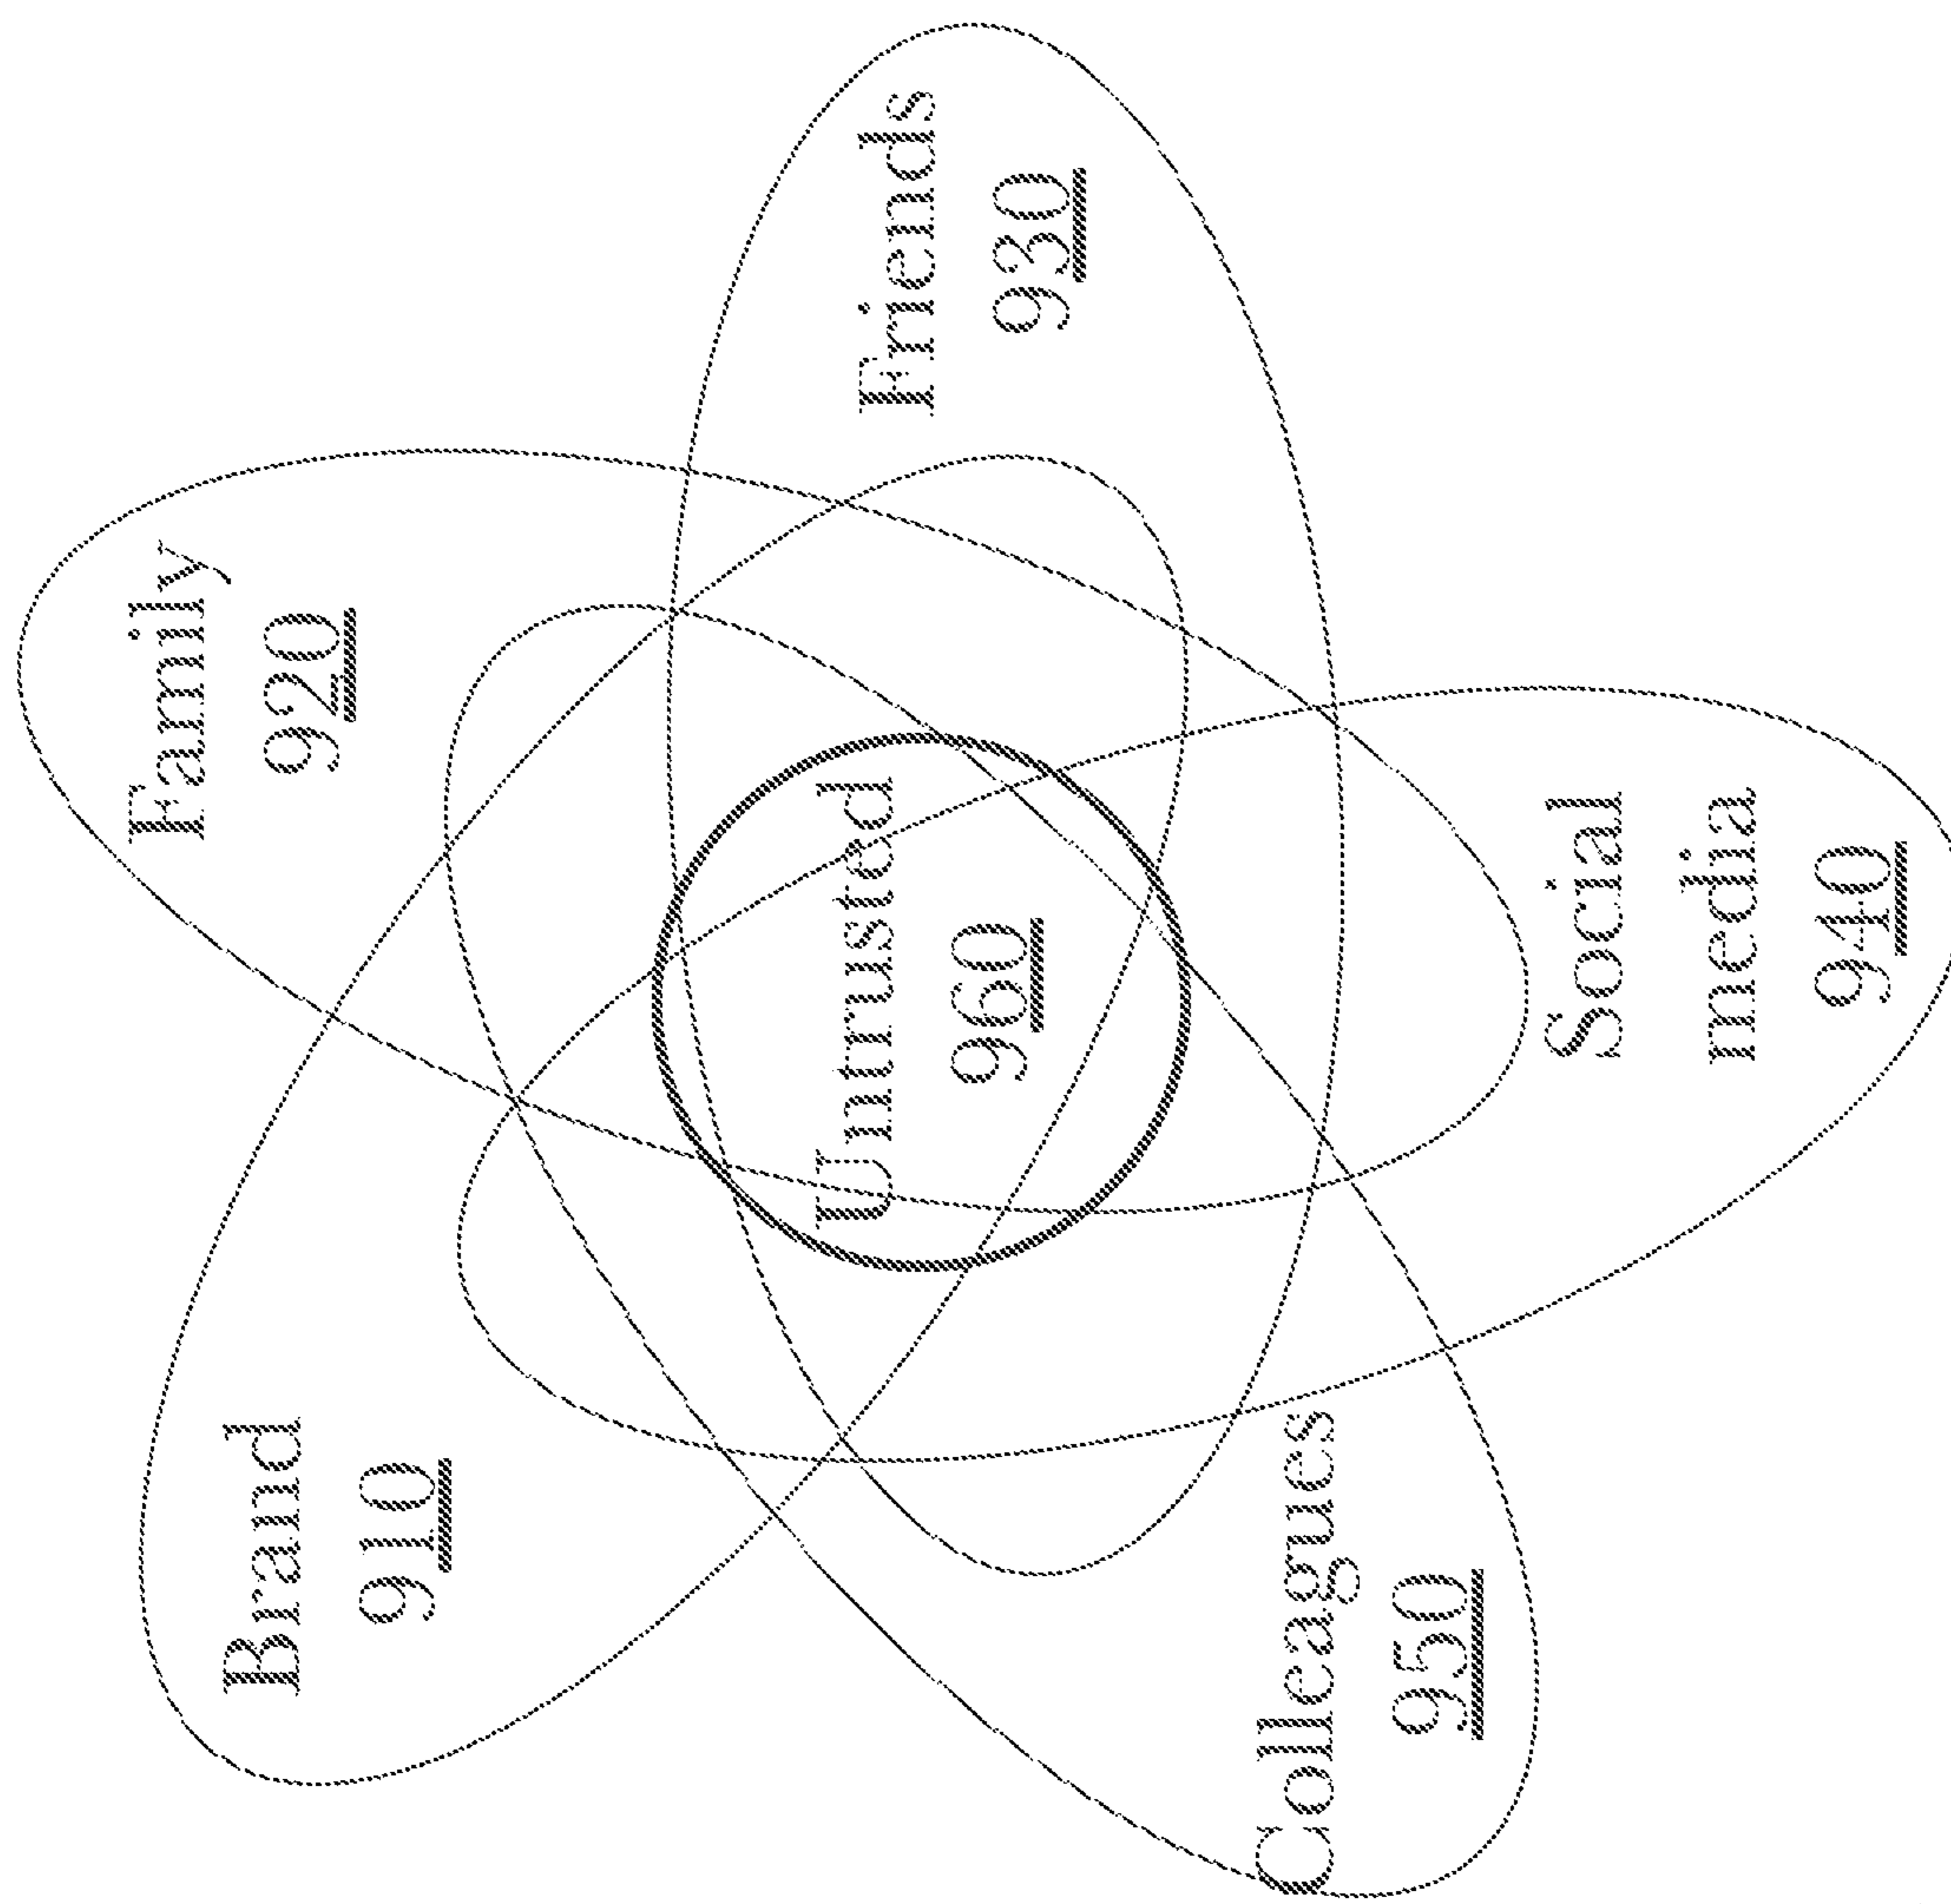 Brand
910
Family
920
Friends
930
Social
media
940
Colleagues
950
Untrusted
960